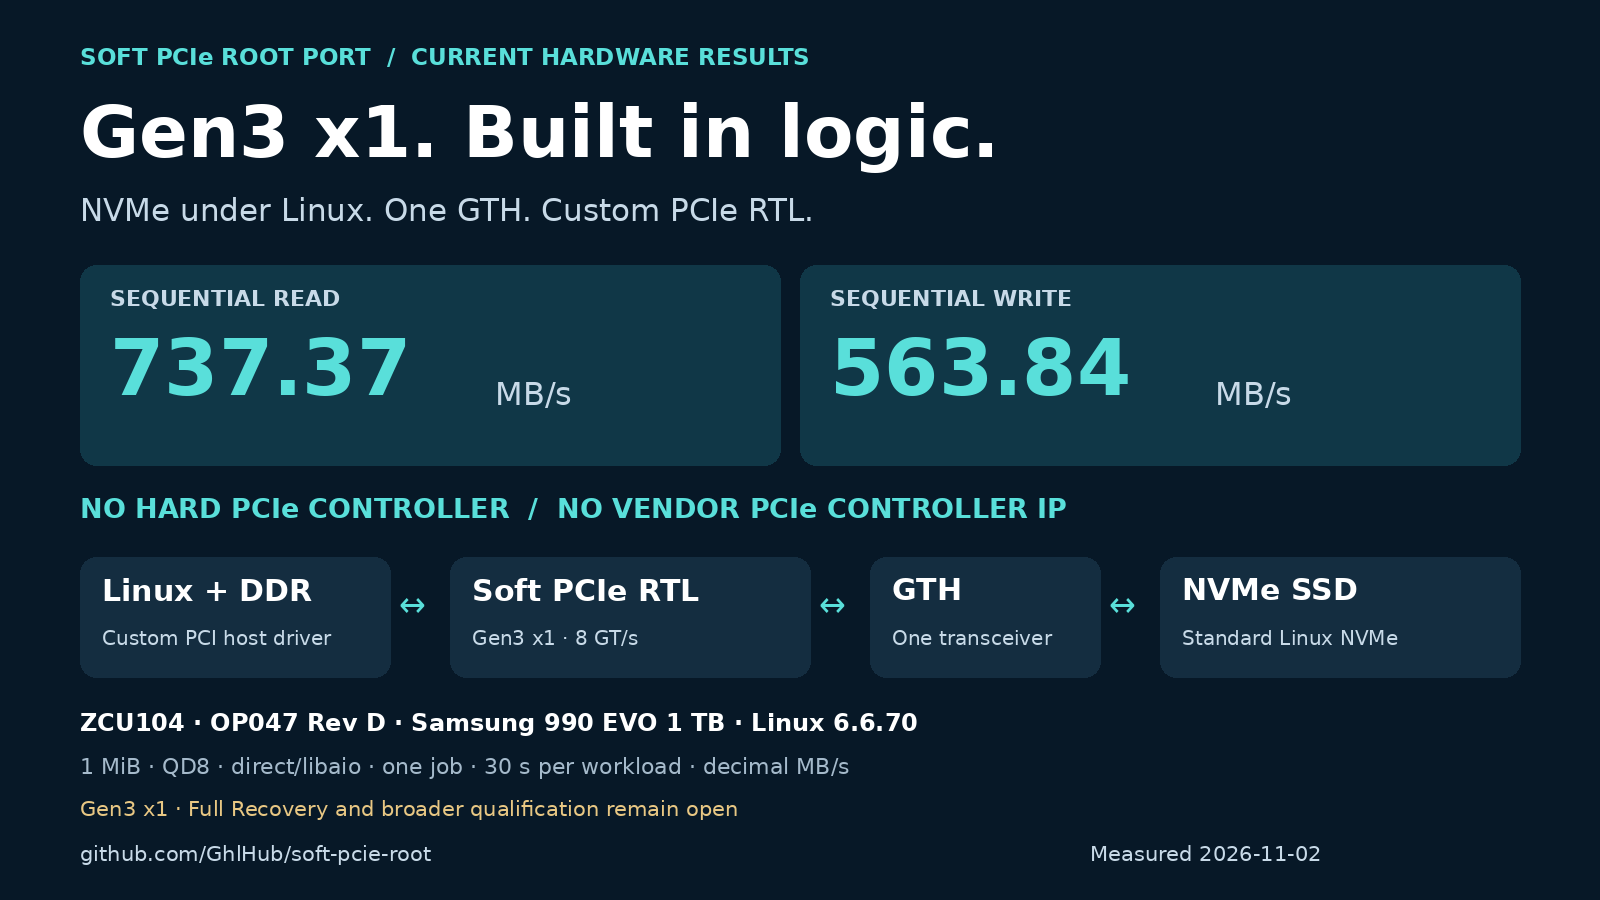 SOFT PCIe ROOT PORT / CURRENT HARDWARE RESULTS
Gen3 x1. Built in logic.
NVMe under Linux. One GTH. Custom PCIe RTL.
SEQUENTIAL READ
737.37 MB/s
SEQUENTIAL WRITE
563.84 MB/s
NO HARD PCIe CONTROLLER / NO VENDOR PCIe CONTROLLER IP
Linux + DDR
Custom PCI host driver
↔
Soft PCIe RTL
Gen3 x1 · 8 GT/s
↔
GTH
One transceiver
↔
NVMe SSD
Standard Linux NVMe
ZCU104 · OP047 Rev D · Samsung 990 EVO 1 TB · Linux 6.6.70
1 MiB · QD8 · direct/libaio · one job · 30 s per workload · decimal MB/s
Gen3 x1 · Full Recovery and broader qualification remain open
github.com/GhlHub/soft-pcie-root
Measured 2026-11-02